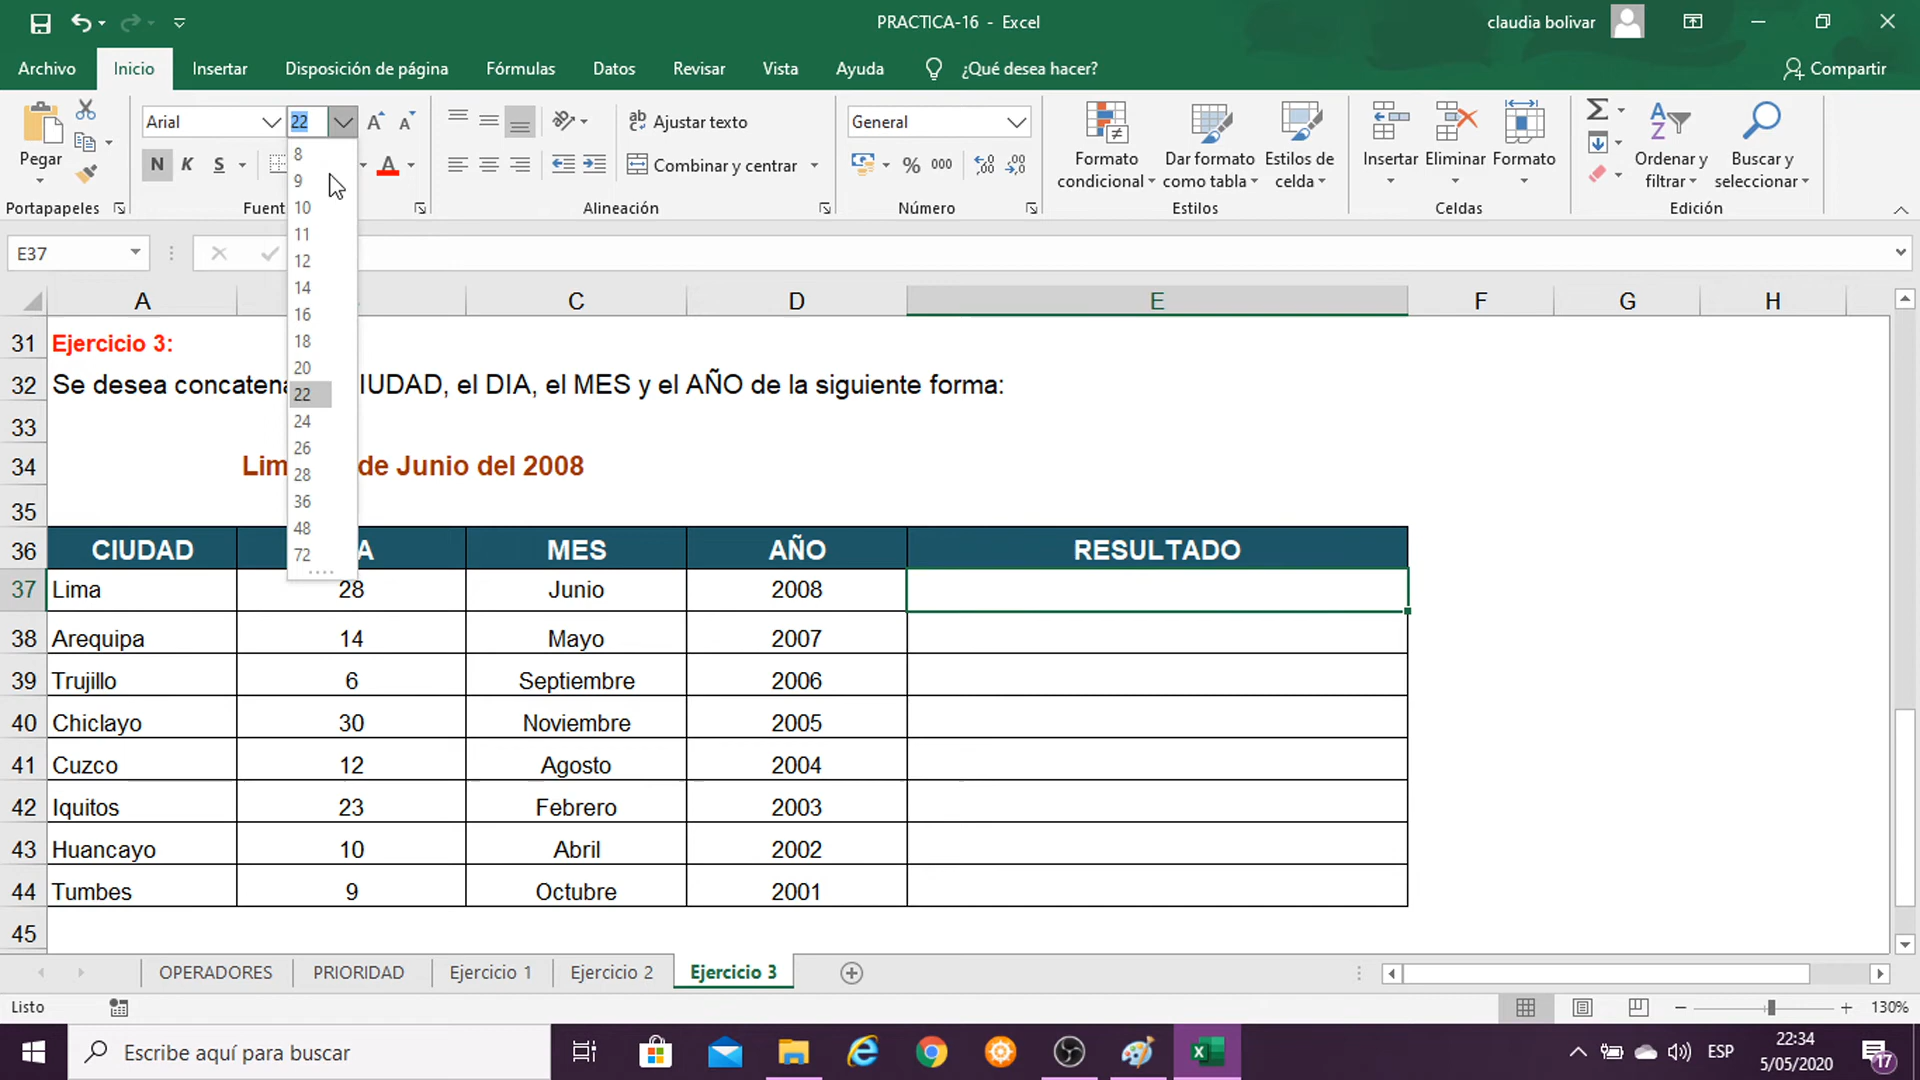 PRACTICA-16 - Excel
claudia bolivar
Archivo Inicio Insertar Disposición de página Fórmulas Datos Revisar Vista Ayuda ¿Qué desea hacer? Compartir
Pegar
Portapapeles
Arial 22
N K S A
Fuent
Ajustar texto
Combinar y centrar
Alineación
General
% 000
Número
Formato condicional
Dar formato como tabla
Estilos de celda
Estilos
Insertar Eliminar Formato
Celdas
Ordenar y filtrar
Buscar y seleccionar
Edición
8
9
10
11
12
14
16
18
20
22
24
26
28
36
48
72
E37
A C D E F G H
31 Ejercicio 3:
32 Se desea concatena IUDAD, el DIA, el MES y el AÑO de la siguiente forma:
33
34 Lim de Junio del 2008
35
36 CIUDAD A MES AÑO RESULTADO
37 Lima 28 Junio 2008
38 Arequipa 14 Mayo 2007
39 Trujillo 6 Septiembre 2006
40 Chiclayo 30 Noviembre 2005
41 Cuzco 12 Agosto 2004
42 Iquitos 23 Febrero 2003
43 Huancayo 10 Abril 2002
44 Tumbes 9 Octubre 2001
45
OPERADORES PRIORIDAD Ejercicio 1 Ejercicio 2 Ejercicio 3
Listo
130%
Escribe aquí para buscar
ESP
22:34
5/05/2020
17